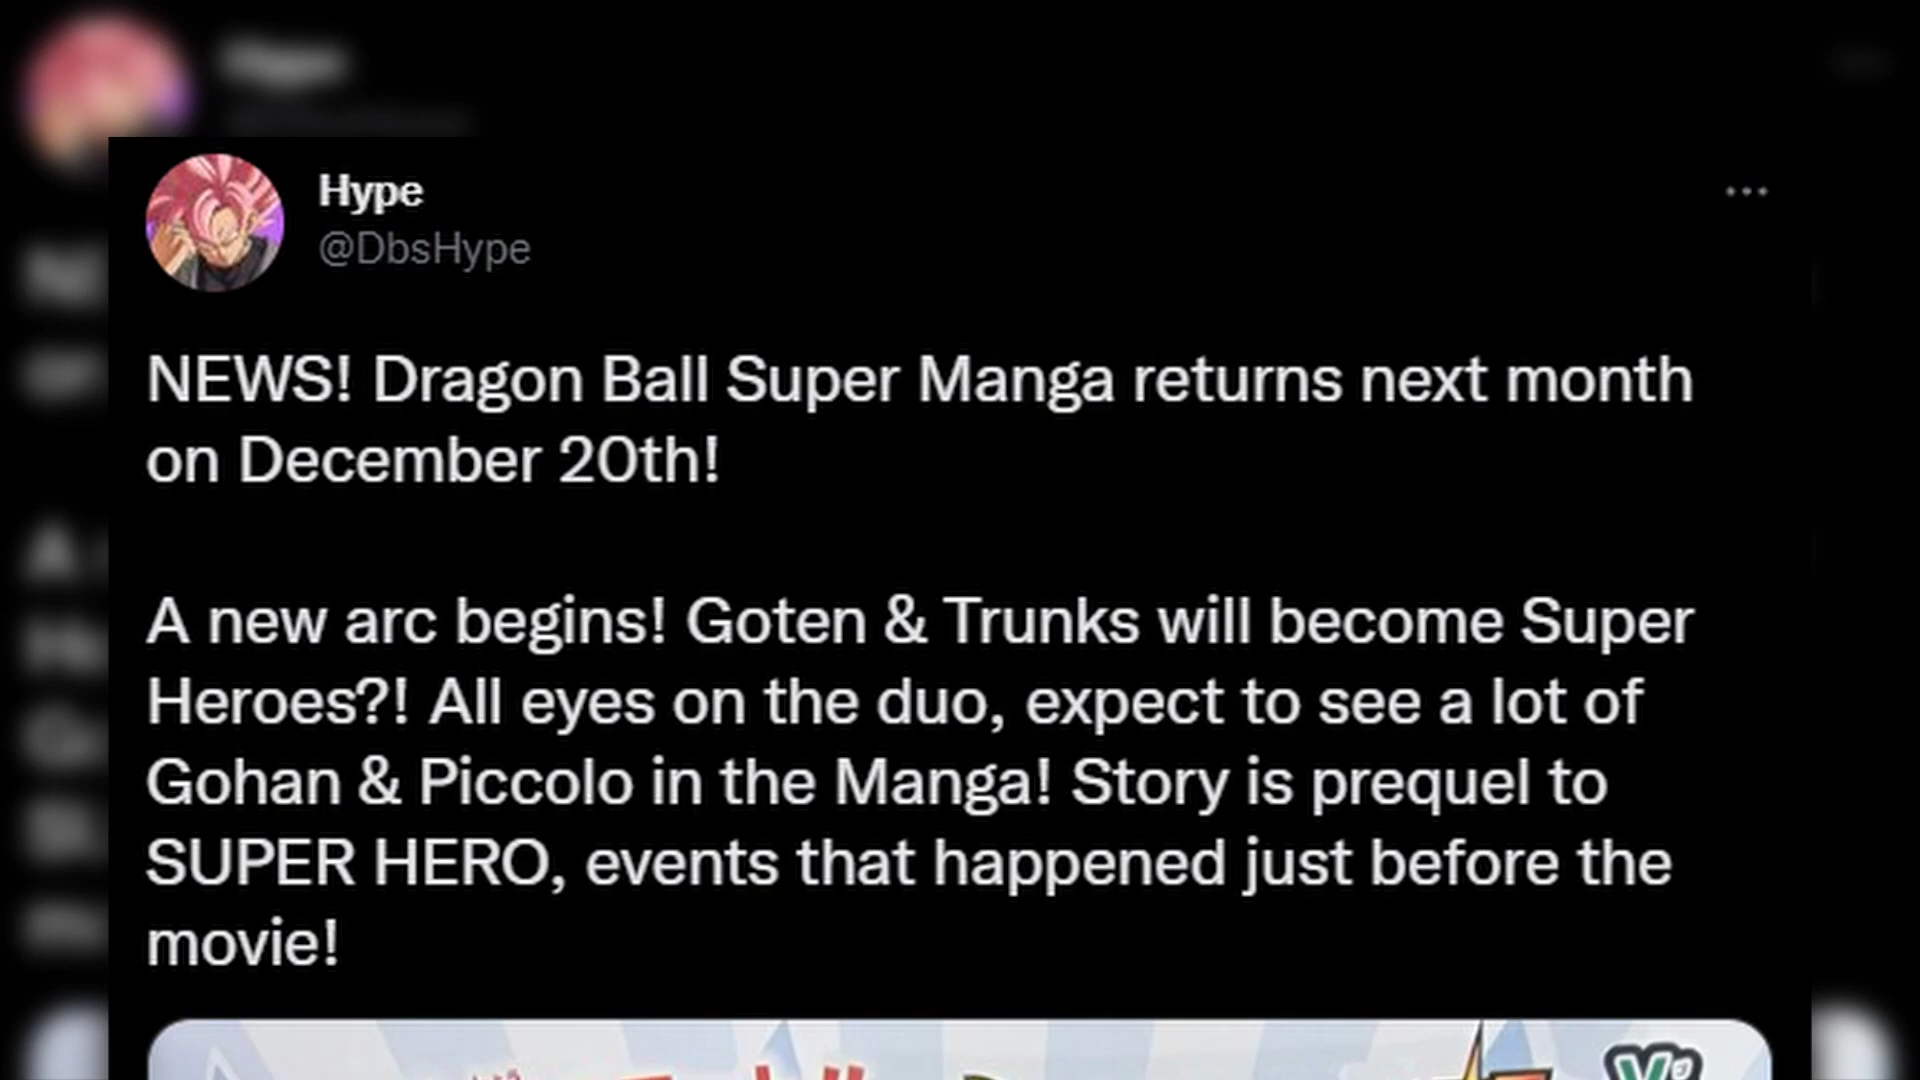 Hype
@DbsHype
NEWS! Dragon Ball Super Manga returns next month
on December 20th!
A new arc begins! Goten & Trunks will become Super
Heroes?! All eyes on the duo, expect to see a lot of
Gohan & Piccolo in the Manga! Story is prequel to
SUPER HERO, events that happened just before the
movie!